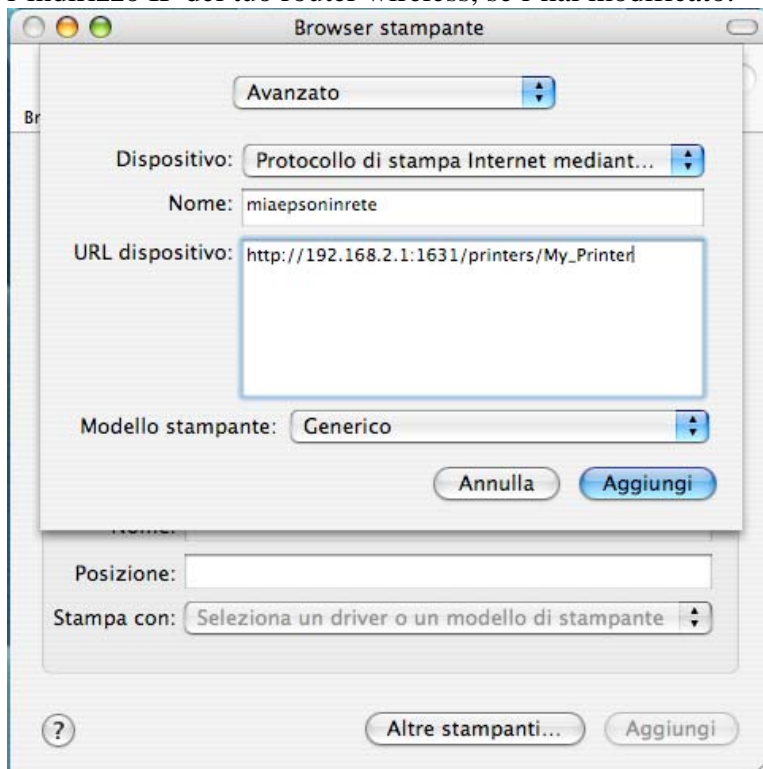 l'indirizzo IP del tuo router wireless, se l'hai modificato.
Browser stampante
Br
Avanzato
Dispositivo: Protocollo di stampa Internet mediant...
Nome: miaepsoninrete
URL dispositivo: http://192.168.2.1:1631/printers/My_Printer
Modello stampante: Generico
Annulla Aggiungi
Nome:
Posizione:
Stampa con: Seleziona un driver o un modello di stampante
? Altre stampanti... Aggiungi